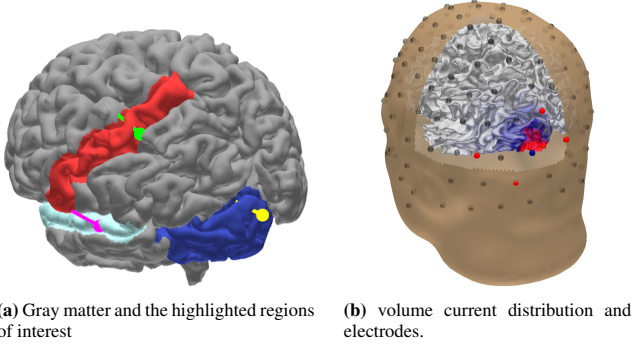 (a) Gray matter and the highlighted regions
of interest
(b) volume current distribution and
electrodes.